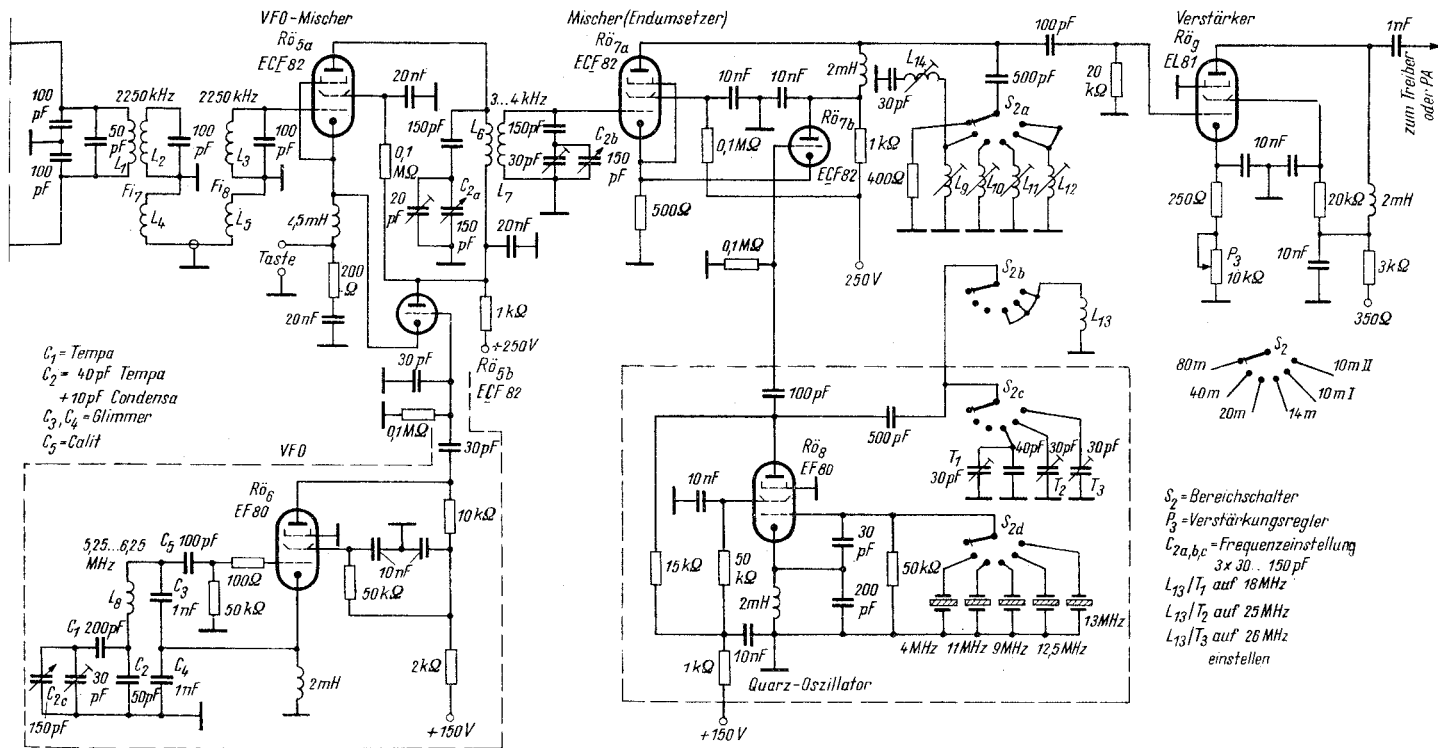 VFO-Mischer
Rö5a
ECF82
Mischer (Endumsetzer)
Rö7a
ECF82
Verstärker
Rö9
EL81
100 pF
100 pF
50 pF
L1
2250 kHz
L2
100 pF
Fi7
L4
2250 kHz
L3
100 pF
Fi8
L5
20nF
0,1 MΩ
1,5mH
Taste
200 Ω
20nF
150pF
L6
3...4 kHz
20 pF
C2a
150 pF
L7
150pF
30pF
C2b
150 pF
20nF
1kΩ
÷250V
Rö5b
ECF82
30 pF
0,1MΩ
30pF
500Ω
0,1MΩ
10nF
10nF
Rö7b
ECF82
2mH
1kΩ
250V
0,1MΩ
30pF
L14
500pF
S2a
400Ω
L9
L10
L11
L12
100pF
20 kΩ
1nF
zum Treiber oder PA
10nF
250Ω
P3
10kΩ
20kΩ
10nF
2mH
3kΩ
350Ω
S2b
L13
S2
80m
40m
20m
14m
10m I
10m II
C1 = Tempa
C2 = 40pF Tempa
+10pF Condensa
C3, C4 = Glimmer
C5 = Calit
VFO
Rö6
EF80
5,25...6,25 MHz
C5 100pF
100Ω
50kΩ
C3
1nF
L8
C1 200pF
C2c
150pF
30 pF
C2
50pF
C4
1nF
2mH
50kΩ
10nF
10kΩ
2kΩ
+150V
100pF
500pF
Rö8
EF80
10nF
15kΩ
50 kΩ
2mH
10nF
1kΩ
+150V
30 pF
200 pF
50kΩ
S2c
T1
30pF
40pF
30pF
T2
30pF
T3
S2d
4MHz
11MHz
9MHz
12,5MHz
13MHz
Quarz-Oszillator
S2 = Bereichschalter
P3 = Verstärkungsregler
C2a,b,c = Frequenzeinstellung
3x 30...150pF
L13/T1 auf 18MHz
L13/T2 auf 25MHz
L13/T3 auf 26MHz
einstellen